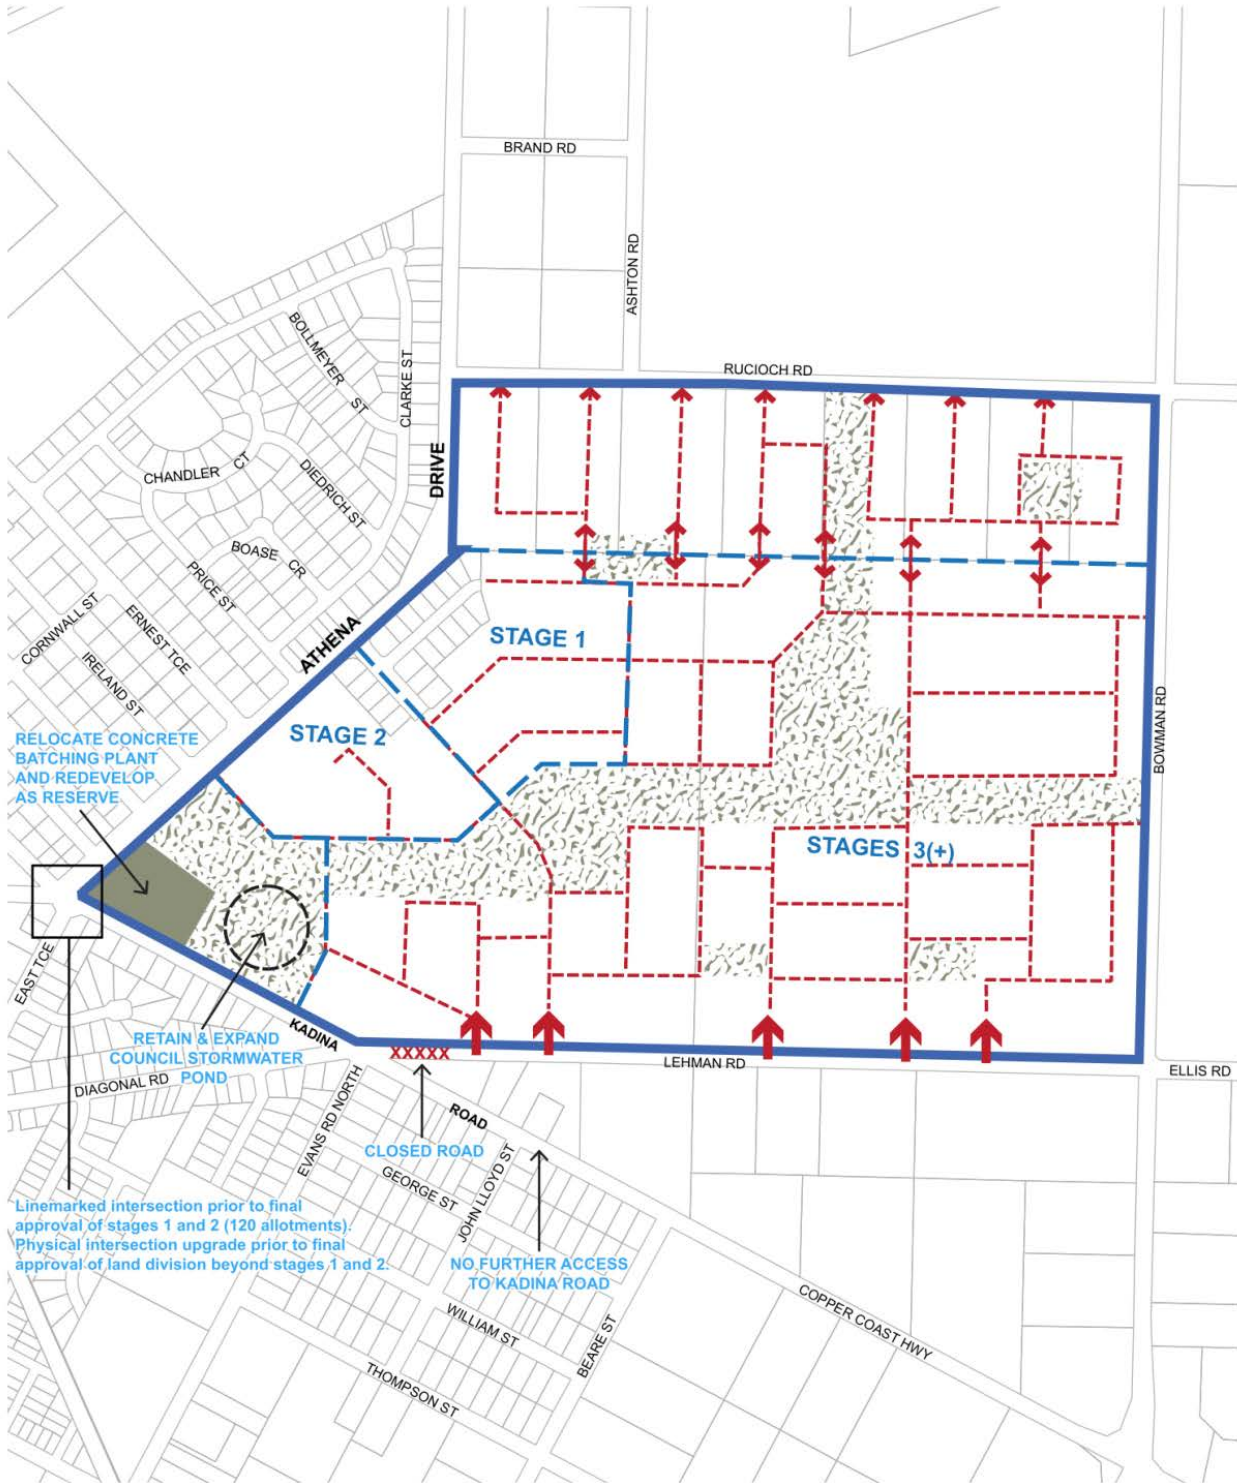 BRAND RD
ASHTON RD
RUCIOCH RD
BOLLMEYER ST
CLARKE ST
DRIVE
CHANDLER CT
DIEDRICH ST
BOASE CR
PRICE ST
ERNEST TCE
CORNWALL ST
IRELAND ST
ATHENA
STAGE 1
STAGE 2
BOWMAN RD
RELOCATE CONCRETE
BATCHING PLANT
AND REDEVELOP
AS RESERVE
STAGES 3(+)
EAST TCE
KADINA
RETAIN & EXPAND
COUNCIL STORMWATER
POND
XXXXX
LEHMAN RD
ELLIS RD
DIAGONAL RD
ROAD
EVANS RD NORTH
CLOSED ROAD
GEORGE ST
JOHN LLOYD ST
Linemarked intersection prior to final
approval of stages 1 and 2 (120 allotments).
Physical intersection upgrade prior to final
approval of land division beyond stages 1 and 2.
NO FURTHER ACCESS
TO KADINA ROAD
COPPER COAST HWY
WILLIAM ST
BEARE ST
THOMPSON ST